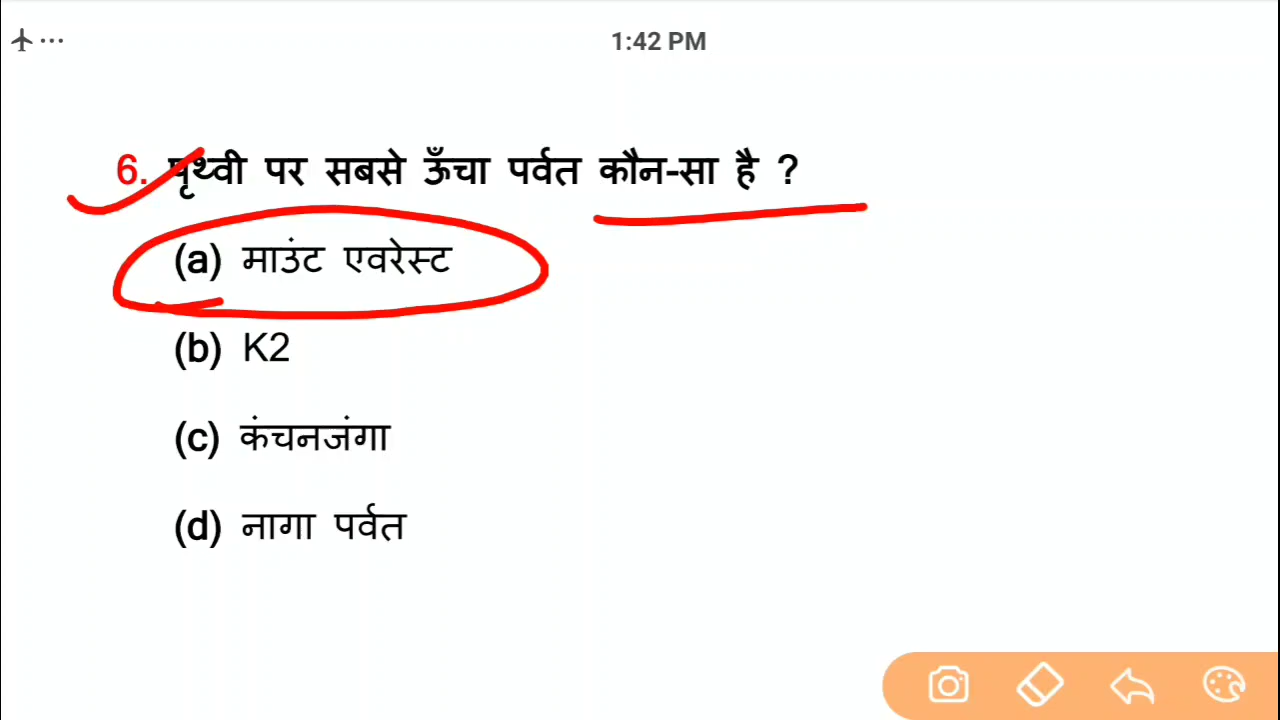 1:42 PM
6. पृथ्वी पर सबसे ऊँचा पर्वत कौन-सा है ?
(a) माउंट एवरेस्ट
(b) K2
(c) कंचनजंगा
(d) नागा पर्वत